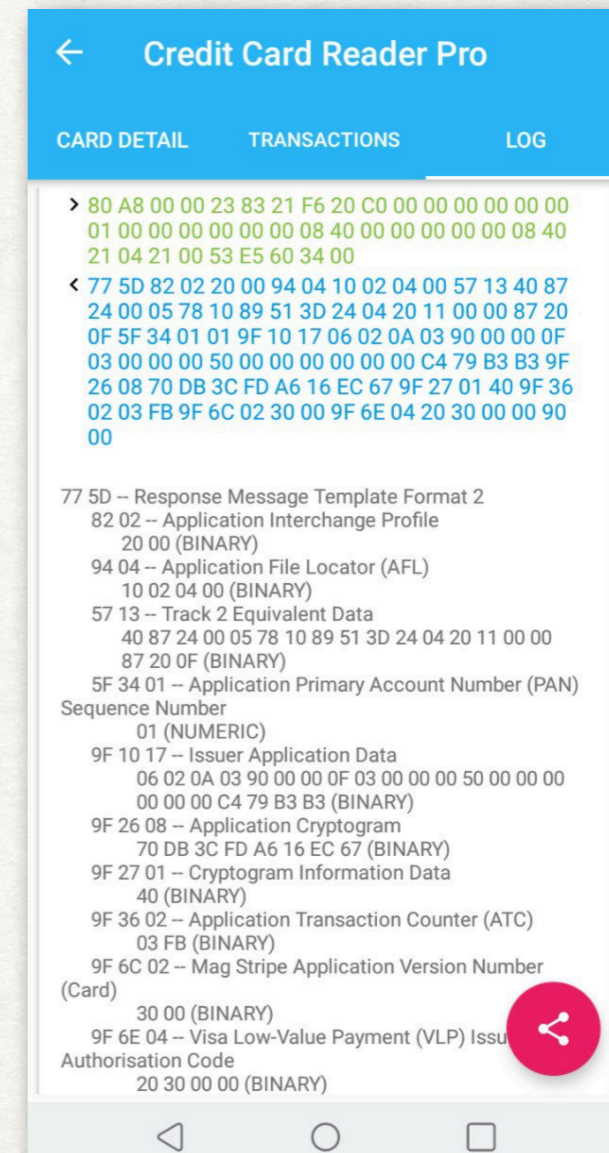 Credit Card Reader Pro
CARD DETAIL TRANSACTIONS LOG
> 80 A8 00 00 23 83 21 F6 20 C0 00 00 00 00 00 00
01 00 00 00 00 00 00 08 40 00 00 00 00 00 08 40
21 04 21 00 53 E5 60 34 00
< 77 5D 82 02 20 00 94 04 10 02 04 00 57 13 40 87
24 00 05 78 10 89 51 3D 24 04 20 11 00 00 87 20
0F 5F 34 01 01 9F 10 17 06 02 0A 03 90 00 00 0F
03 00 00 00 50 00 00 00 00 00 00 C4 79 B3 B3 9F
26 08 70 DB 3C FD A6 16 EC 67 9F 27 01 40 9F 36
02 03 FB 9F 6C 02 30 00 9F 6E 04 20 30 00 00 90
00
77 5D -- Response Message Template Format 2
82 02 -- Application Interchange Profile
20 00 (BINARY)
94 04 -- Application File Locator (AFL)
10 02 04 00 (BINARY)
57 13 -- Track 2 Equivalent Data
40 87 24 00 05 78 10 89 51 3D 24 04 20 11 00 00
87 20 0F (BINARY)
5F 34 01 -- Application Primary Account Number (PAN)
Sequence Number
01 (NUMERIC)
9F 10 17 -- Issuer Application Data
06 02 0A 03 90 00 00 0F 03 00 00 00 50 00 00 00
00 00 00 C4 79 B3 B3 (BINARY)
9F 26 08 -- Application Cryptogram
70 DB 3C FD A6 16 EC 67 (BINARY)
9F 27 01 -- Cryptogram Information Data
40 (BINARY)
9F 36 02 -- Application Transaction Counter (ATC)
03 FB (BINARY)
9F 6C 02 -- Mag Stripe Application Version Number
(Card)
30 00 (BINARY)
9F 6E 04 -- Visa Low-Value Payment (VLP)
Authorisation Code
20 30 00 00 (BINARY)